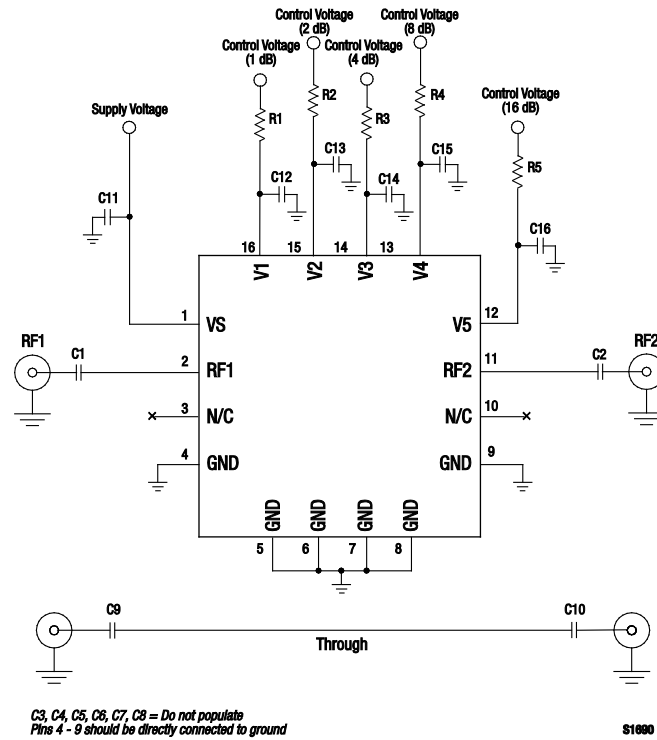 Control Voltage
(2 dB)
Control Voltage
(8 dB)
Control Voltage
(1 dB)
Control Voltage
(4 dB)
R2
R4
Control Voltage
(16 dB)
Supply Voltage
R1
R3
C13
C15
R5
C12
C14
C11
C16
16
15
14
13
V1
V2
V3
V4
1
VS
V5
12
RF1
C1
2
RF1
RF2
11
C2
RF2
3
N/C
N/C
10
4
GND
GND
9
GND
GND
GND
GND
5
6
7
8
C9
C10
Through
C3, C4, C5, C6, C7, C8 = Do not populate
Pins 4 - 9 should be directly connected to ground
S1690